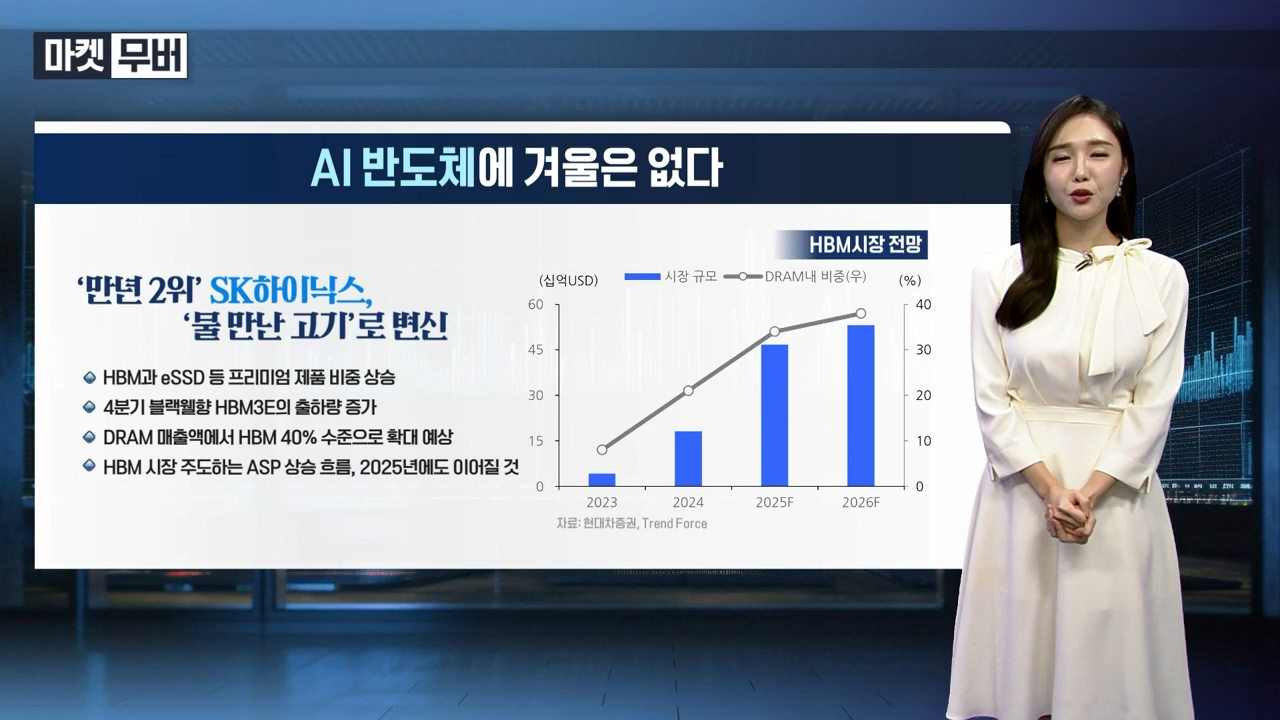 마켓 무버
AI 반도체에 겨울은 없다
‘만년 2위’ SK하이닉스,
‘물 만난 고기’로 변신
HBM과 eSSD 등 프리미엄 제품 비중 상승
4분기 블랙웰향 HBM3E의 출하량 증가
DRAM 매출액에서 HBM 40% 수준으로 확대 예상
HBM 시장 주도하는 ASP 상승 흐름, 2025년에도 이어질 것
HBM시장 전망
(십억USD) 시장 규모 DRAM내 비중(우) (%)
60 40
45 30
30 20
15 10
0 0
2023 2024 2025F 2026F
자료: 현대차증권, Trend Force